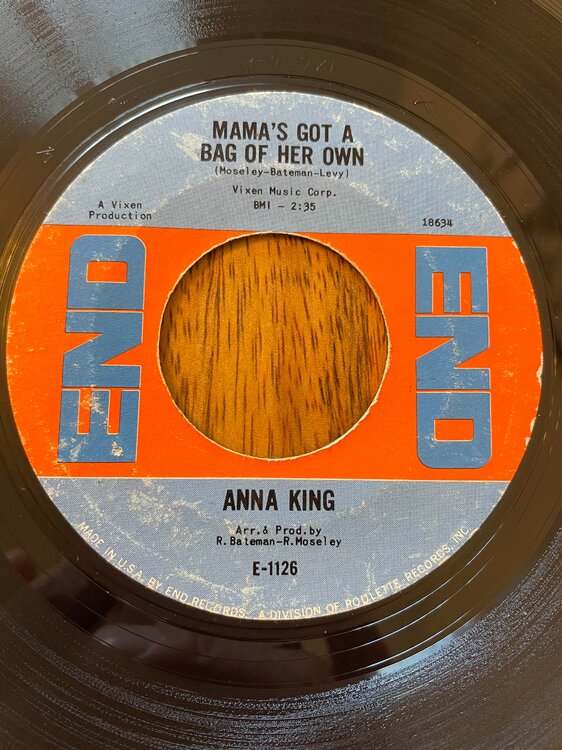 MAMA'S GOT A
BAG OF HER OWN
(Moseley-Bateman-Levy)
Vixen Music Corp.
BMI - 2:35
A Vixen
Production
18634
END
END
ANNA KING
Arr.& Prod.by
R.Bateman-R.Moseley
E-1126
MADE IN U.S.A. BY END RECORDS, A DIVISION OF ROULETTE RECORDS, INC.